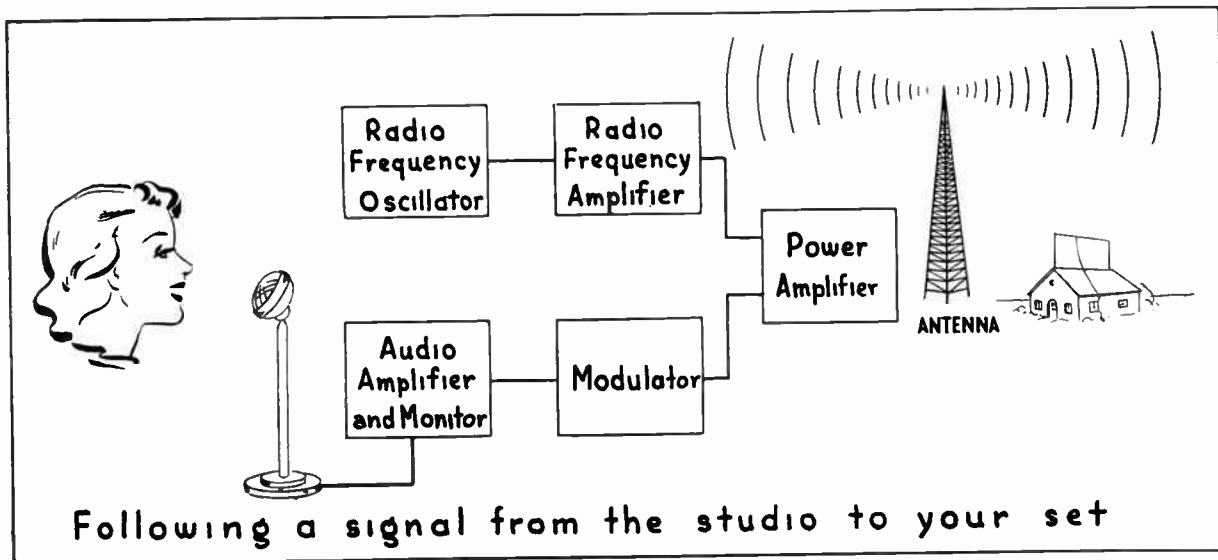 Radio
Frequency
Oscillator
Radio
Frequency
Amplifier
Power
Amplifier
ANTENNA
Audio
Amplifier
and Monitor
Modulator
Following a signal from the studio to your set